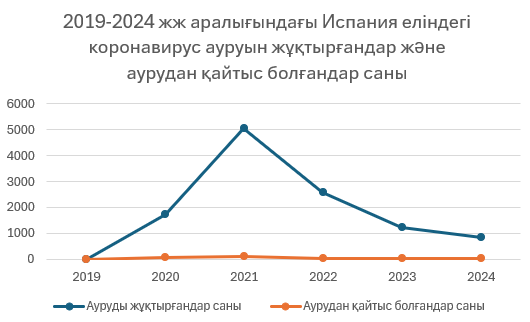 2019-2024 жж аралығындағы Испания еліндегі
коронавирус ауруын жұқтырғандар және
аурудан қайтыс болғандар саны
6000
5000
4000
3000
2000
1000
0
2019 2020 2021 2022 2023 2024
Ауруды жұқтырғандар саны Аурудан қайтыс болғандар саны